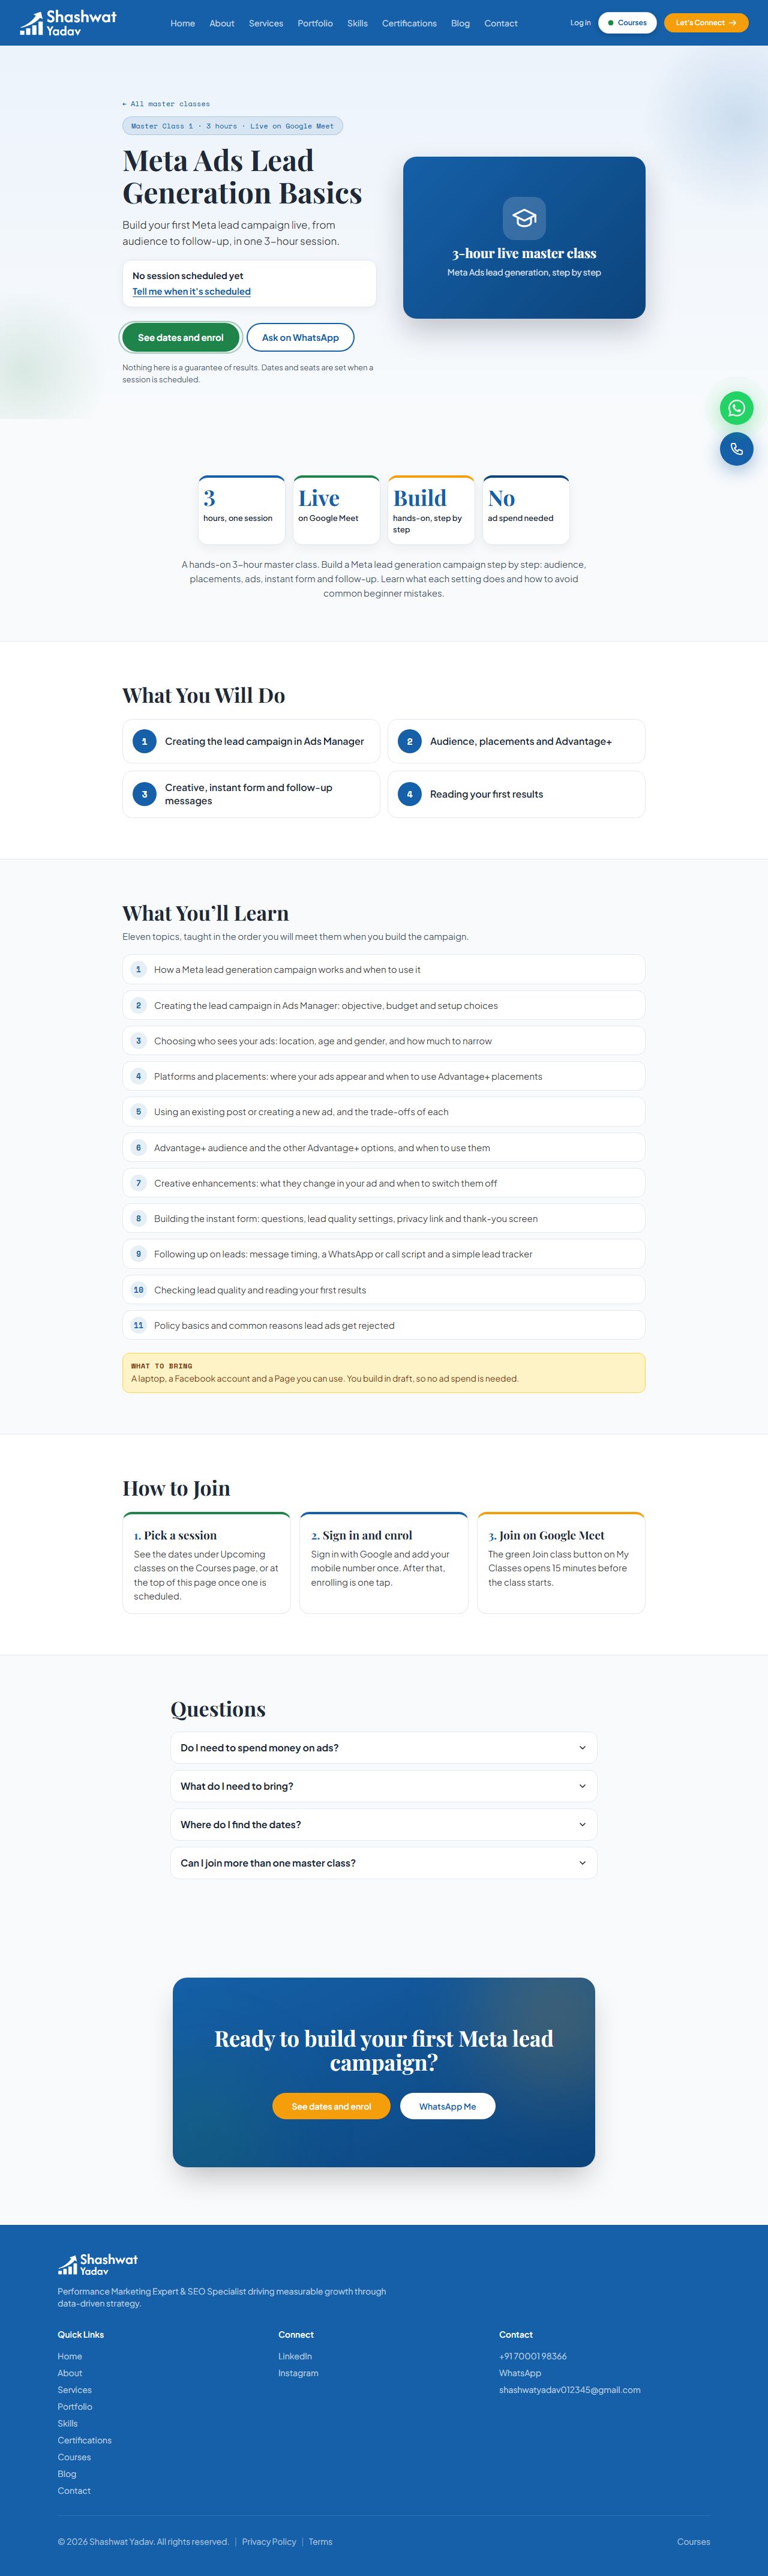 Shashwat
Yadav
Home About Services Portfolio Skills Certifications Blog Contact
Log in Courses Let's Connect →
← All master classes
Master Class 1 · 3 hours · Live on Google Meet
Meta Ads Lead
Generation Basics
Build your first Meta lead campaign live, from
audience to follow-up, in one 3-hour session.
No session scheduled yet
Tell me when it's scheduled
See dates and enrol Ask on WhatsApp
Nothing here is a guarantee of results. Dates and seats are set when a
session is scheduled.
3-hour live master class
Meta Ads lead generation, step by step
3
hours, one session
Live
on Google Meet
Build
hands-on, step by
step
No
ad spend needed
A hands-on 3-hour master class. Build a Meta lead generation campaign step by step: audience,
placements, ads, instant form and follow-up. Learn what each setting does and how to avoid
common beginner mistakes.
What You Will Do
1 Creating the lead campaign in Ads Manager
2 Audience, placements and Advantage+
3 Creative, instant form and follow-up
messages
4 Reading your first results
What You’ll Learn
Eleven topics, taught in the order you will meet them when you build the campaign.
1 How a Meta lead generation campaign works and when to use it
2 Creating the lead campaign in Ads Manager: objective, budget and setup choices
3 Choosing who sees your ads: location, age and gender, and how much to narrow
4 Platforms and placements: where your ads appear and when to use Advantage+ placements
5 Using an existing post or creating a new ad, and the trade-offs of each
6 Advantage+ audience and the other Advantage+ options, and when to use them
7 Creative enhancements: what they change in your ad and when to switch them off
8 Building the instant form: questions, lead quality settings, privacy link and thank-you screen
9 Following up on leads: message timing, a WhatsApp or call script and a simple lead tracker
10 Checking lead quality and reading your first results
11 Policy basics and common reasons lead ads get rejected
WHAT TO BRING
A laptop, a Facebook account and a Page you can use. You build in draft, so no ad spend is needed.
How to Join
1. Pick a session
See the dates under Upcoming
classes on the Courses page, or at
the top of this page once one is
scheduled.
2. Sign in and enrol
Sign in with Google and add your
mobile number once. After that,
enrolling is one tap.
3. Join on Google Meet
The green Join class button on My
Classes opens 15 minutes before
the class starts.
Questions
Do I need to spend money on ads?
What do I need to bring?
Where do I find the dates?
Can I join more than one master class?
Ready to build your first Meta lead
campaign?
See dates and enrol WhatsApp Me
Shashwat
Yadav
Performance Marketing Expert & SEO Specialist driving measurable growth through
data-driven strategy.
Quick Links
Home
About
Services
Portfolio
Skills
Certifications
Courses
Blog
Contact
Connect
LinkedIn
Instagram
Contact
+91 70001 98366
WhatsApp
shashwatyadav012345@gmail.com
© 2026 Shashwat Yadav. All rights reserved. | Privacy Policy | Terms
Courses